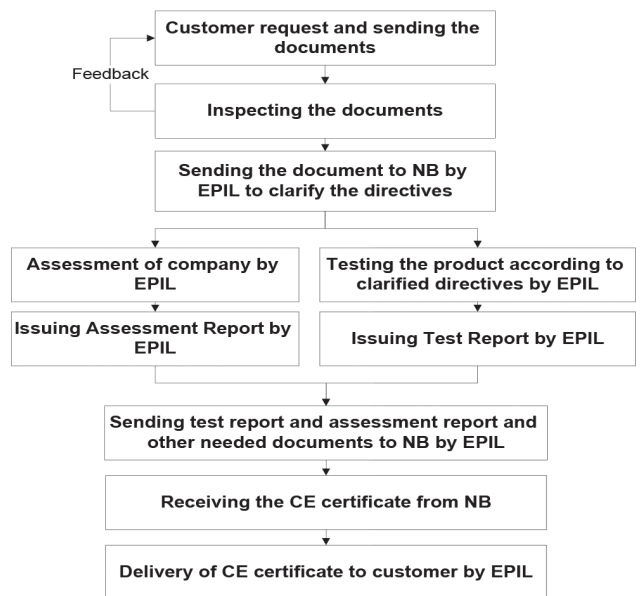 Customer request and sending the
documents
Feedback
Inspecting the documents
Sending the document to NB by
EPIL to clarify the directives
Assessment of company by
EPIL
Testing the product according to
clarified directives by EPIL
Issuing Assessment Report by
EPIL
Issuing Test Report by EPIL
Sending test report and assessment report and
other needed documents to NB by EPIL
Receiving the CE certificate from NB
Delivery of CE certificate to customer by EPIL